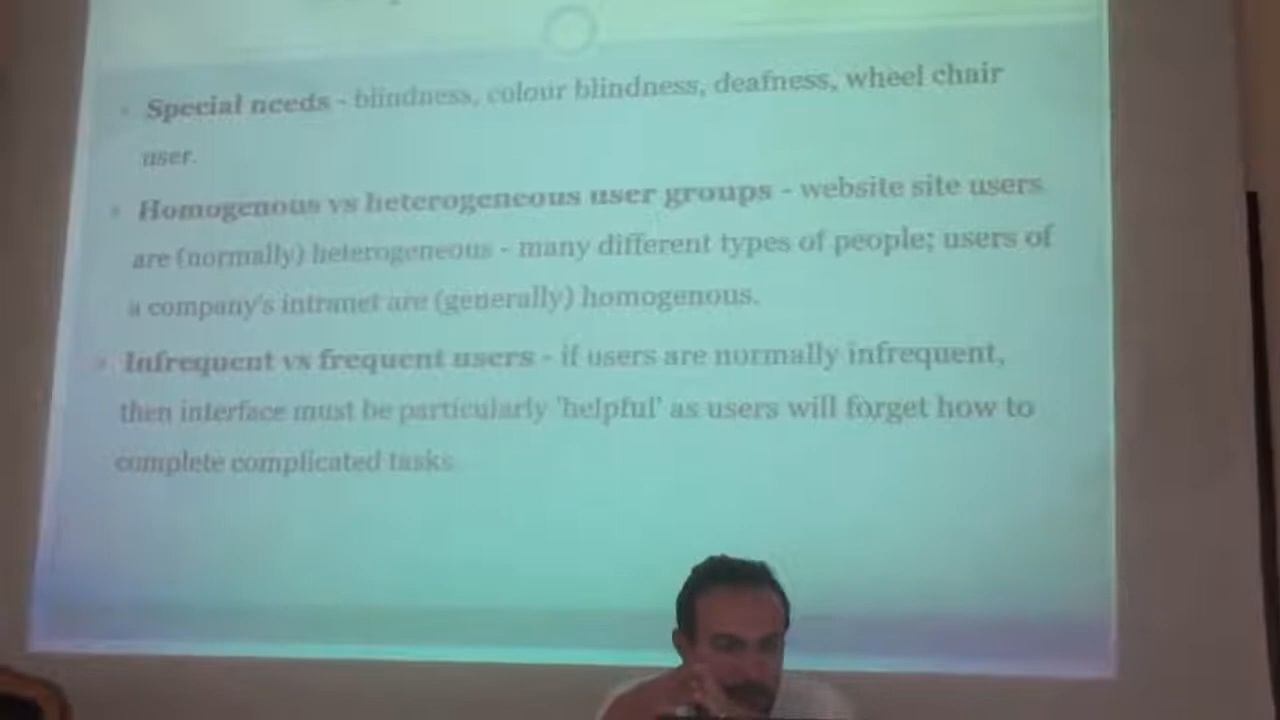 Special needs - blindness, colour blindness, deafness, wheel chair
user.
Homogenous vs heterogeneous user groups - website site users
are (normally) heterogeneous - many different types of people; users of
a company's intranet are (generally) homogenous.
Infrequent vs frequent users - if users are normally infrequent,
then interface must be particularly 'helpful' as users will forget how to
complete complicated tasks